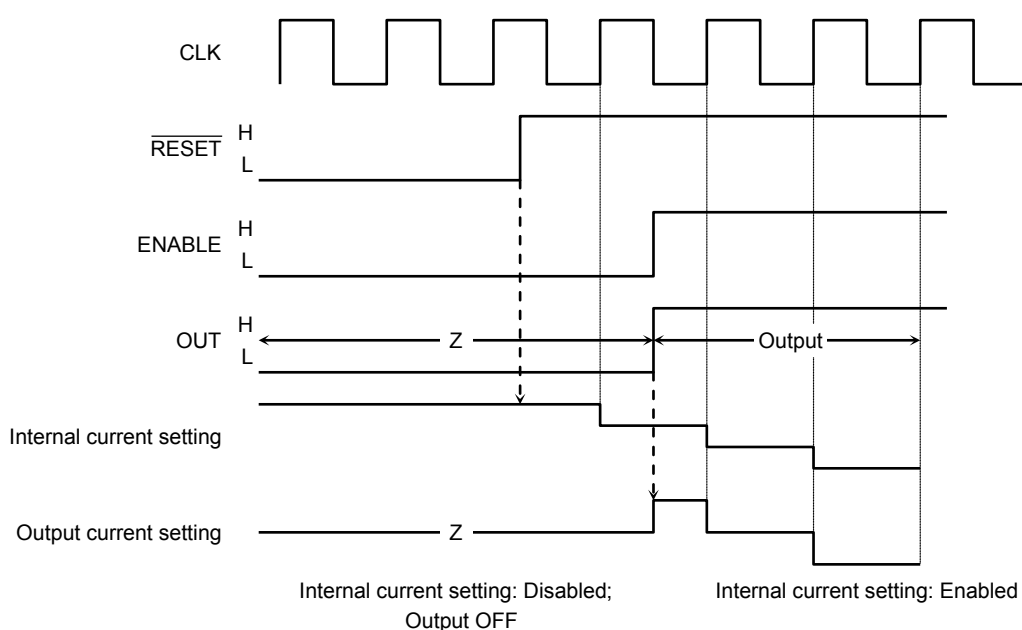 CLK
RESET
H
L
ENABLE
H
L
OUT
H
L
Z
Output
Internal current setting
Output current setting
Z
Internal current setting: Disabled;
Output OFF
Internal current setting: Enabled